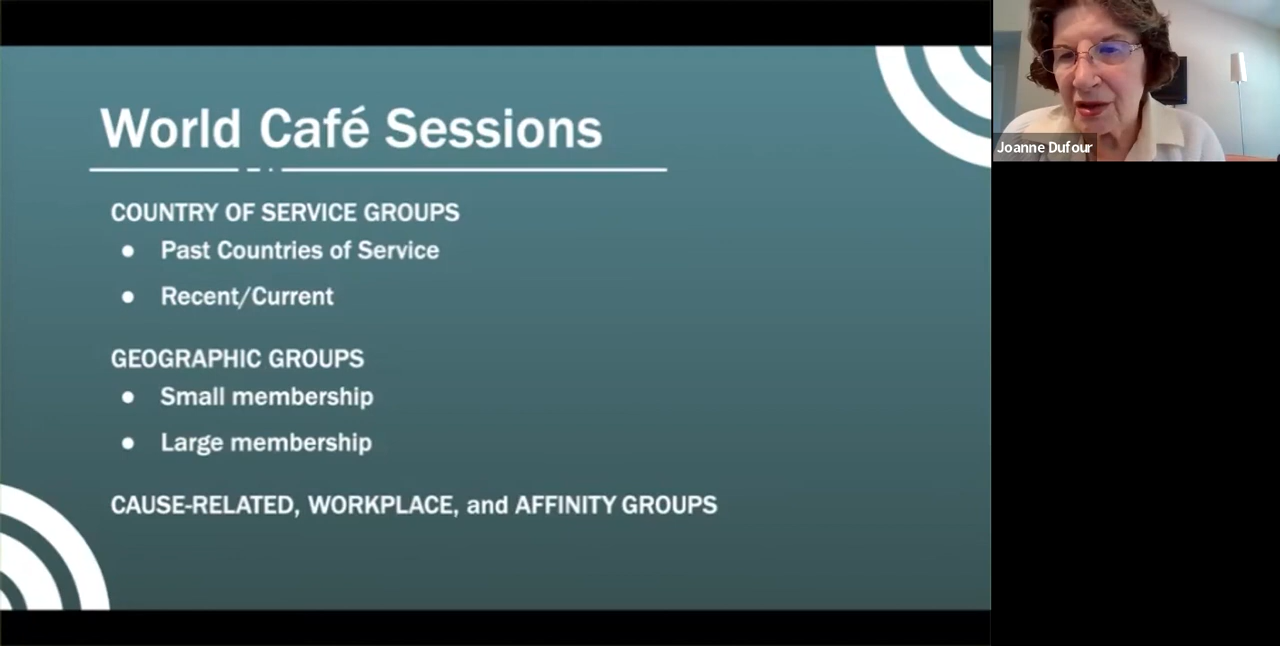 World Café Sessions
COUNTRY OF SERVICE GROUPS
● Past Countries of Service
● Recent/Current
GEOGRAPHIC GROUPS
● Small membership
● Large membership
CAUSE-RELATED, WORKPLACE, and AFFINITY GROUPS
Joanne Dufour